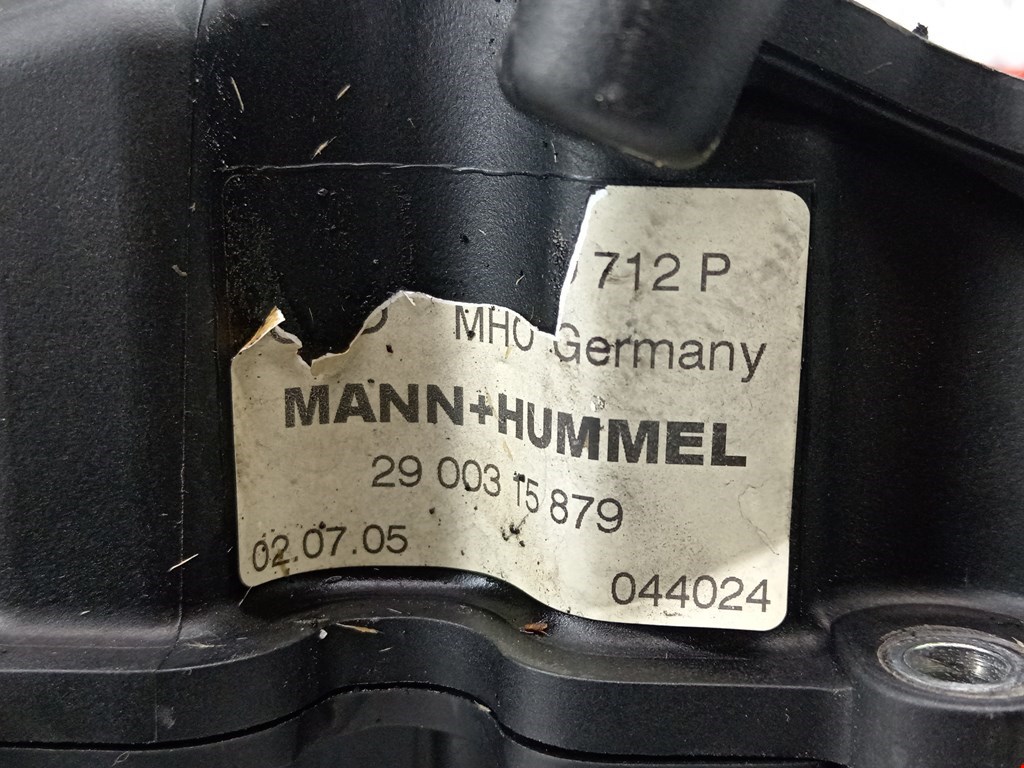 712 P
MHO Germany
MANN+HUMMEL
29 003 15 879
02.07.05
044024